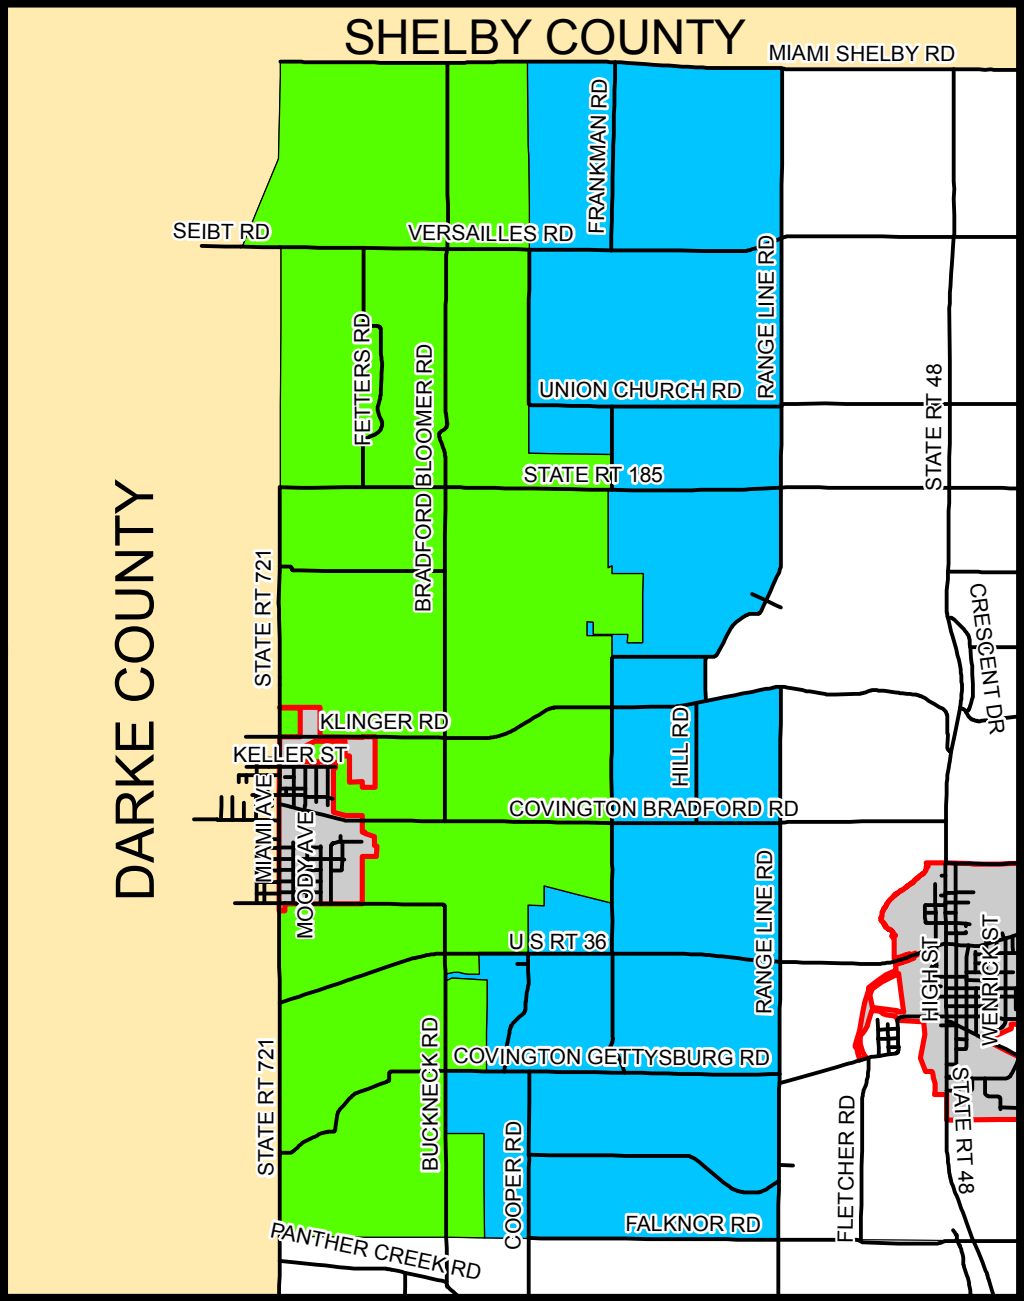 SHELBY COUNTY
MIAMI SHELBY RD
FRANKMAN RD
SEIBT RD
VERSAILLES RD
RANGE LINE RD
FETTERS RD
BRADFORD BLOOMER RD
UNION CHURCH RD
STATE RT 48
STATE RT 185
DARKE COUNTY
STATE RT 721
CRESCENT DR
KLINGER RD
HILL RD
KELLER ST
MIAMI AVE
MOODY AVE
COVINGTON BRADFORD RD
RANGE LINE RD
U S RT 36
HIGH ST
WENRICK ST
BUCKNECK RD
STATE RT 721
COVINGTON GETTYSBURG RD
COOPER RD
FLETCHER RD
STATE RT 48
FALKNOR RD
PANTHER CREEK RD